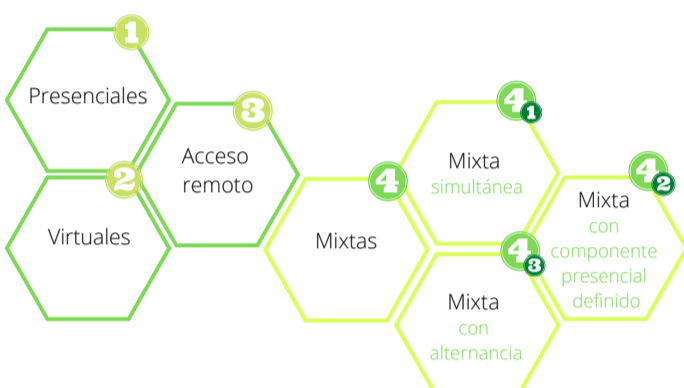 1
Presenciales
2
Virtuales
3
Acceso
remoto
4
Mixtas
4
1
Mixta
simultánea
4
2
Mixta
con
componente
presencial
definido
4
3
Mixta
con
alternancia